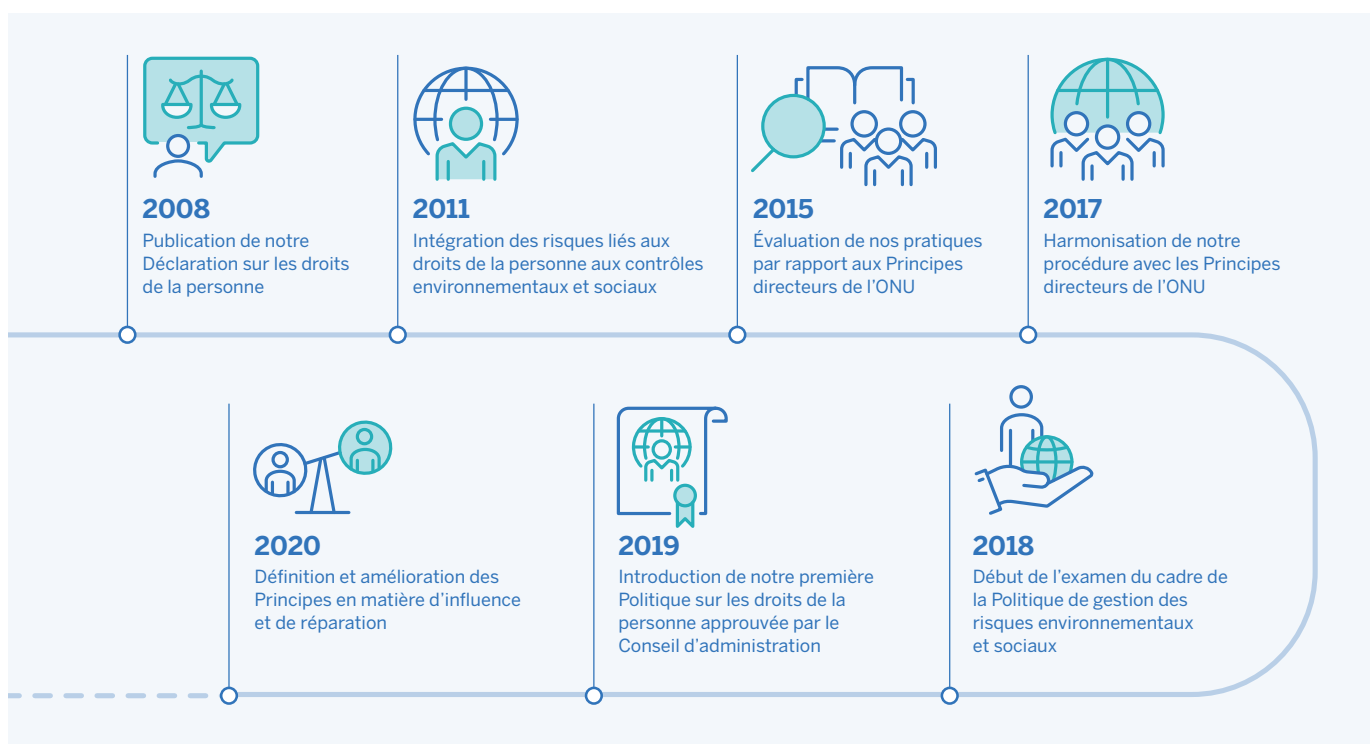 2008
Publication de notre
Déclaration sur les droits
de la personne
2011
Intégration des risques liés aux
droits de la personne aux contrôles
environnementaux et sociaux
2015
Évaluation de nos pratiques
par rapport aux Principes
directeurs de l'ONU
2017
Harmonisation de notre
procédure avec les Principes
directeurs de l'ONU
2018
Début de l'examen du cadre de
la Politique de gestion des
risques environnementaux
et sociaux
2019
Introduction de notre première
Politique sur les droits de la
personne approuvée par le
Conseil d'administration
2020
Définition et amélioration des
Principes en matière d'influence
et de réparation